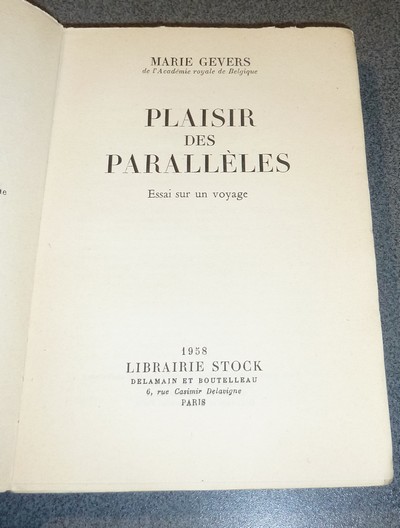 MARIE GEVERS
de l'Académie royale de Belgique
PLAISIR
DES
PARALLÈLES
Essai sur un voyage
1958
LIBRAIRIE STOCK
DELAMAIN ET BOUTELLEAU
6, rue Casimir Delavigne
PARIS